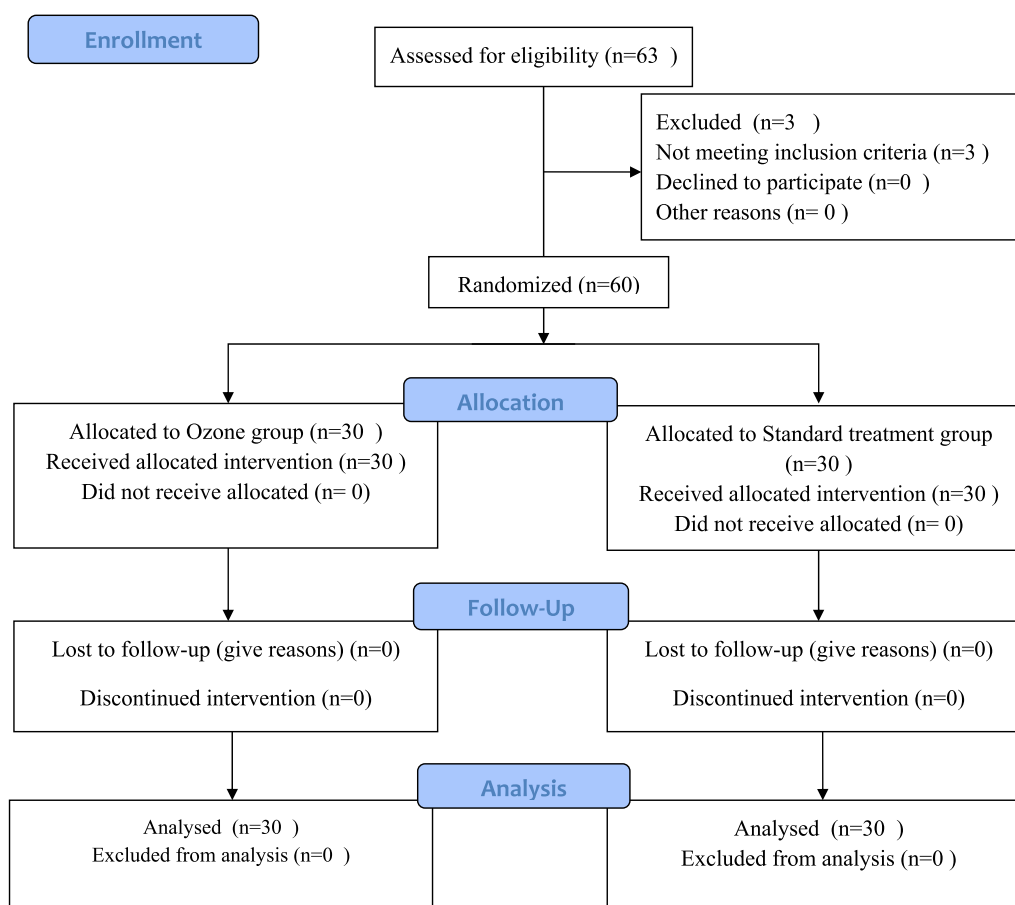 Enrollment
Assessed for eligibility (n=63  )
Excluded  (n=3   )
Not meeting inclusion criteria (n=3 )
Declined to participate (n=0  )
Other reasons (n= 0 )
Randomized (n=60)
Allocation
Allocated to Ozone group (n=30  )
Received allocated intervention (n=30 )
Did not receive allocated (n= 0)
Allocated to Standard treatment group
(n=30 )
Received allocated intervention (n=30 )
Did not receive allocated (n= 0)
Follow-Up
Lost to follow-up (give reasons) (n=0)
Discontinued intervention (n=0)
Lost to follow-up (give reasons) (n=0)
Discontinued intervention (n=0)
Analysis
Analysed  (n=30  )
Excluded from analysis (n=0  )
Analysed  (n=30  )
Excluded from analysis (n=0 )